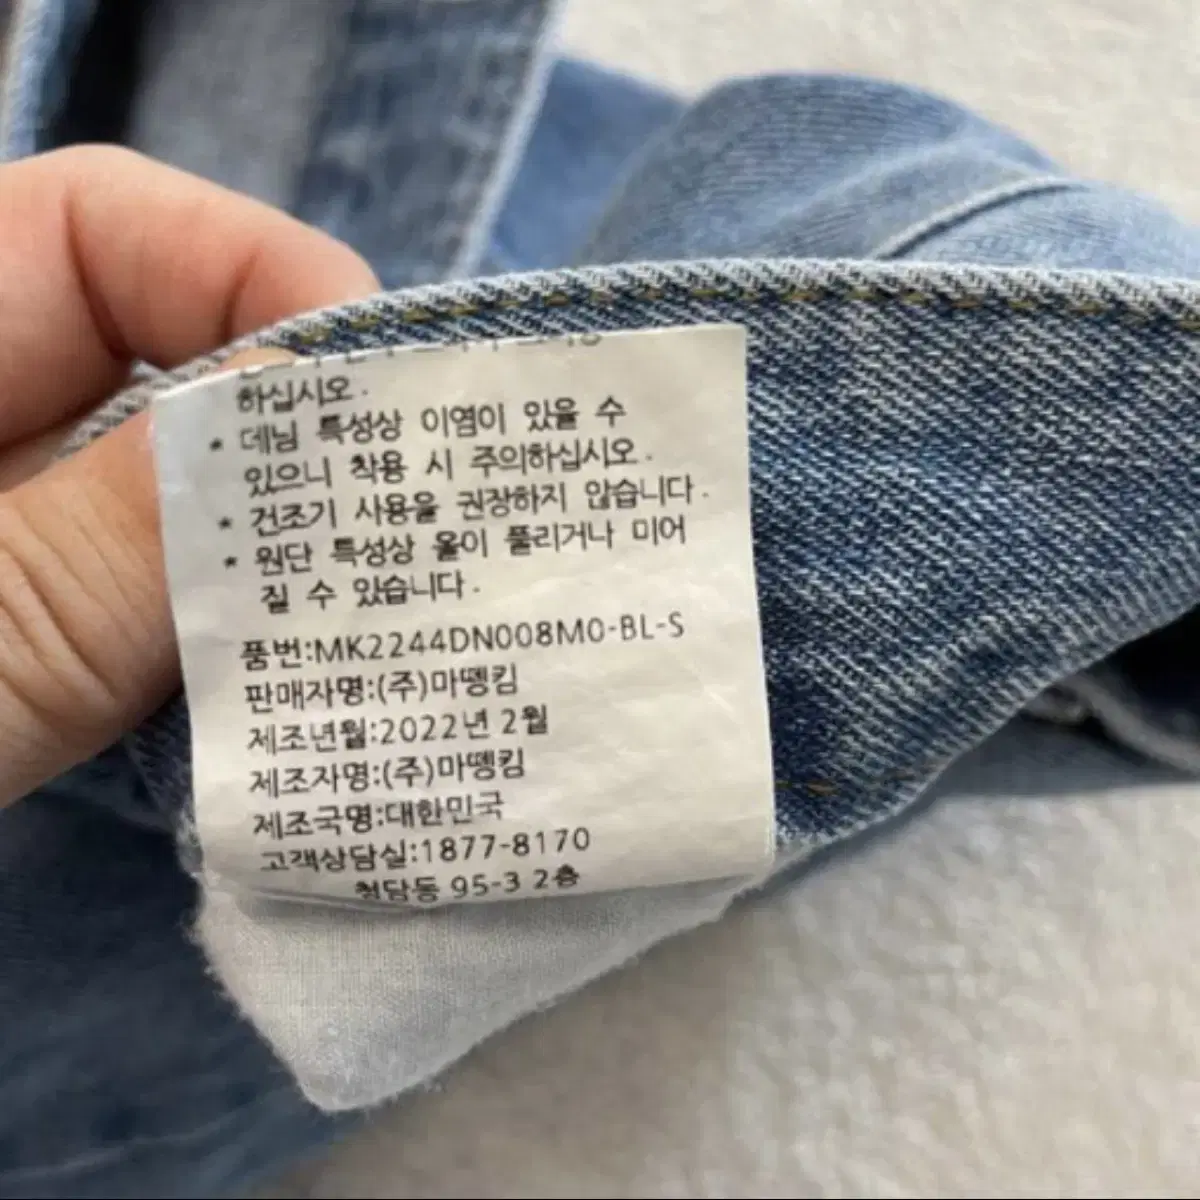 하십시오.
* 데님 특성상 이염이 있을 수
있으니 착용 시 주의하십시오.
* 건조기 사용을 권장하지 않습니다.
* 원단 특성상 올이 풀리거나 미어
질 수 있습니다.
품번:MK2244DN008M0-BL-S
판매자명:(주)마뗑킴
제조년월:2022년 2월
제조자명:(주)마뗑킴
제조국명:대한민국
고객상담실:1877-8170
청담동 95-3 2층